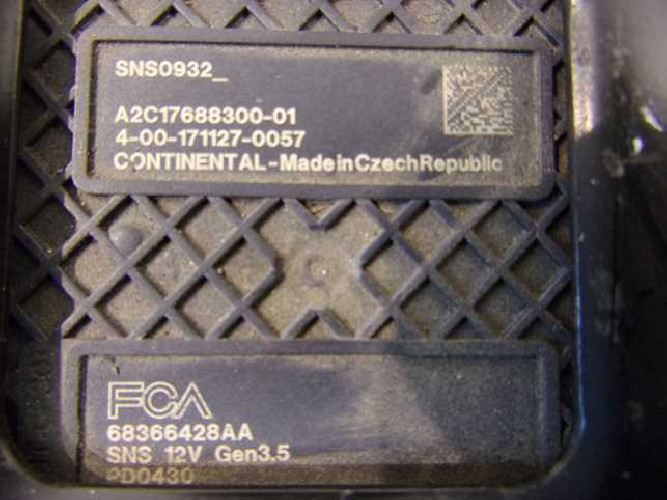 SNS0932_
A2C17688300-01
4-00-171127-0057
CONTINENTAL-MadeinCzechRepublic
FCA
68366428AA
SNS 12V Gen3.5
PD0430